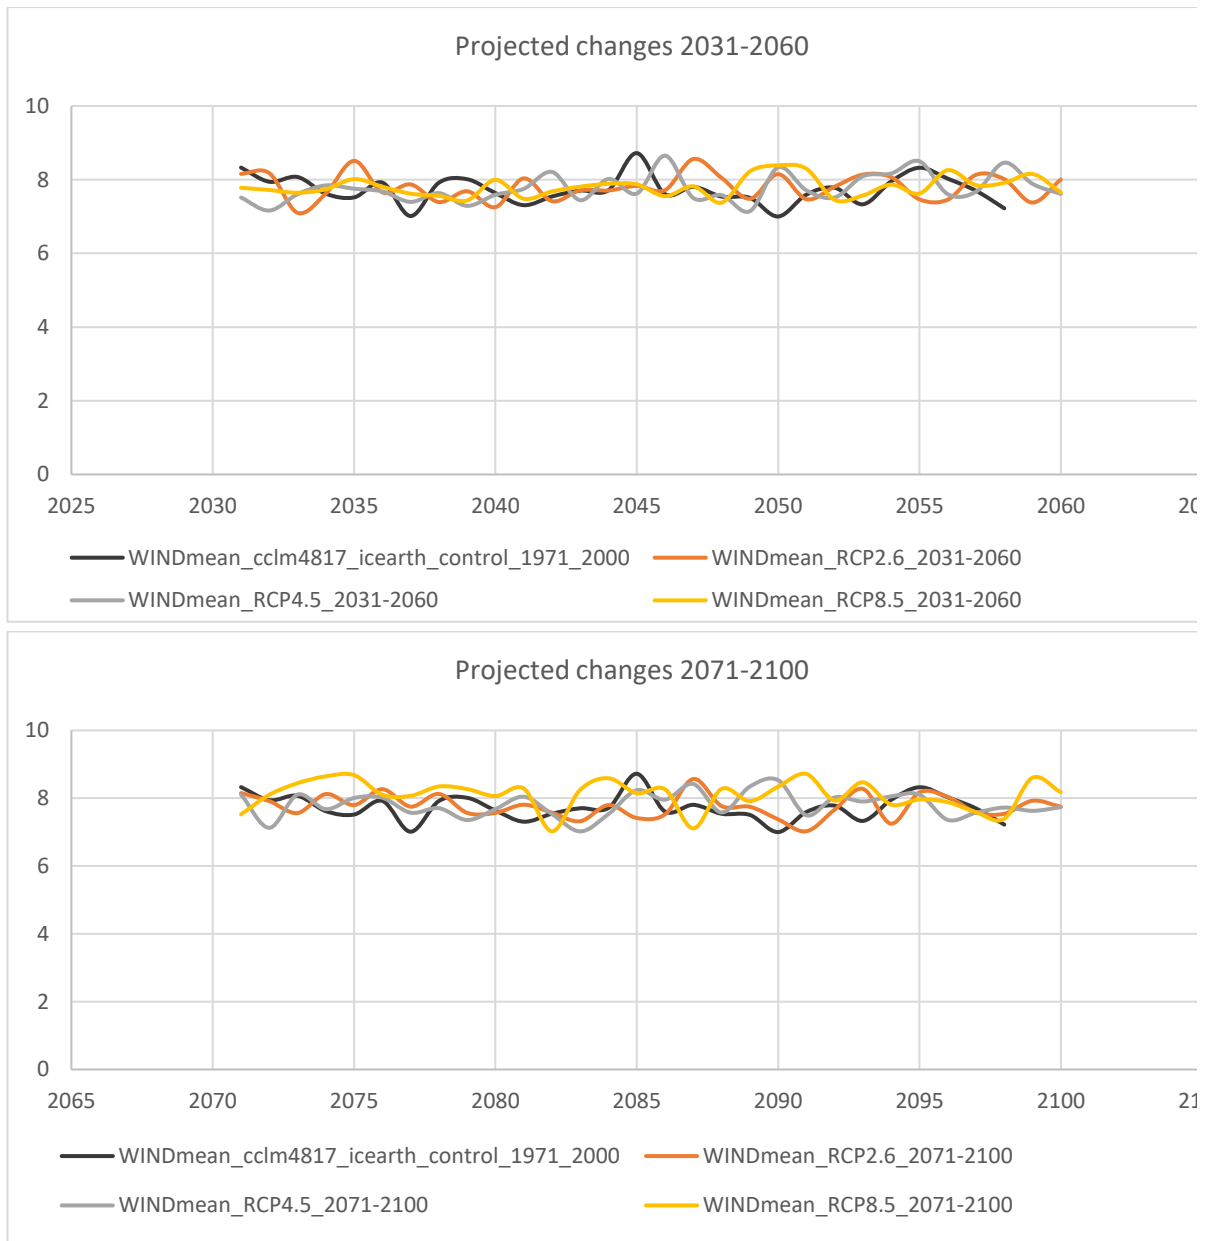 Projected changes 2031-2060
10
8
6
4
2
0
2025 2030 2035 2040 2045 2050 2055 2060 20
WINDmean_cclm4817_icearth_control_1971_2000 WINDmean_RCP2.6_2031-2060
WINDmean_RCP4.5_2031-2060 WINDmean_RCP8.5_2031-2060
Projected changes 2071-2100
10
8
6
4
2
0
2065 2070 2075 2080 2085 2090 2095 2100 21
WINDmean_cclm4817_icearth_control_1971_2000 WINDmean_RCP2.6_2071-2100
WINDmean_RCP4.5_2071-2100 WINDmean_RCP8.5_2071-2100